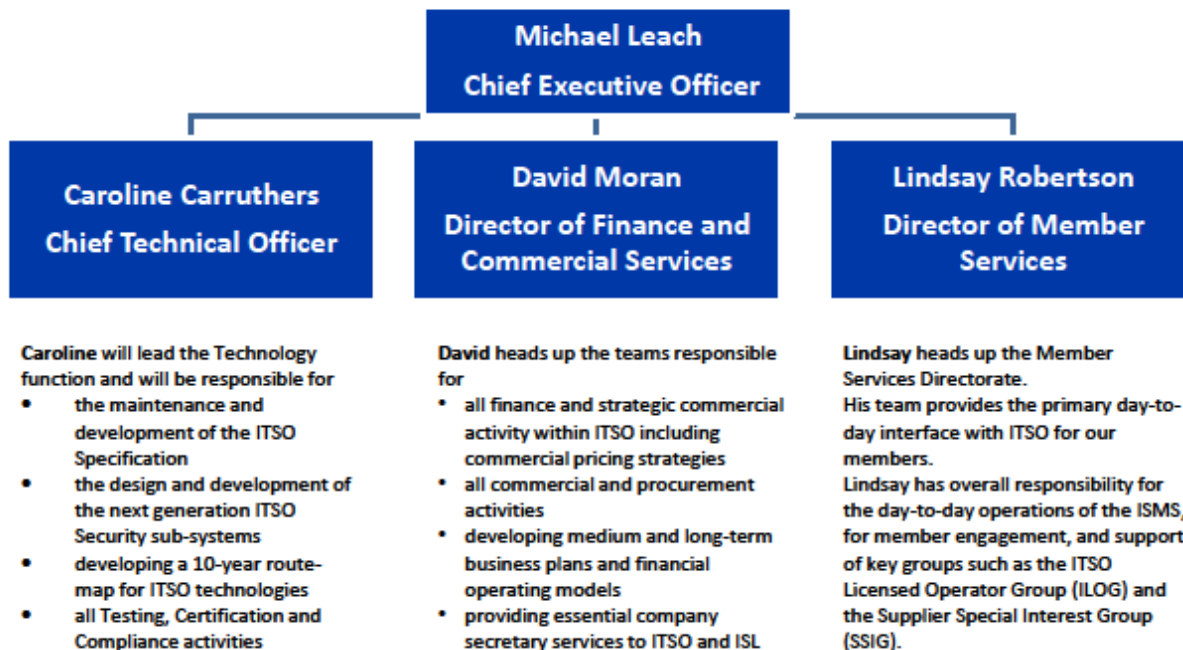 Michael Leach
Chief Executive Officer
Caroline Carruthers
Chief Technical Officer
David Moran
Director of Finance and
Commercial Services
Lindsay Robertson
Director of Member
Services
Caroline will lead the Technology
function and will be responsible for
• the maintenance and
development of the ITSO
Specification
• the design and development of
the next generation ITSO
Security sub-systems
• developing a 10-year route-
map for ITSO technologies
• all Testing, Certification and
Compliance activities
David heads up the teams responsible
for
• all finance and strategic commercial
activity within ITSO including
commercial pricing strategies
• all commercial and procurement
activities
• developing medium and long-term
business plans and financial
operating models
• providing essential company
secretary services to ITSO and ISL
Lindsay heads up the Member
Services Directorate.
His team provides the primary day-to-
day interface with ITSO for our
members.
Lindsay has overall responsibility for
the day-to-day operations of the ISMS,
for member engagement, and support
of key groups such as the ITSO
Licensed Operator Group (ILOG) and
the Supplier Special Interest Group
(SSIG).